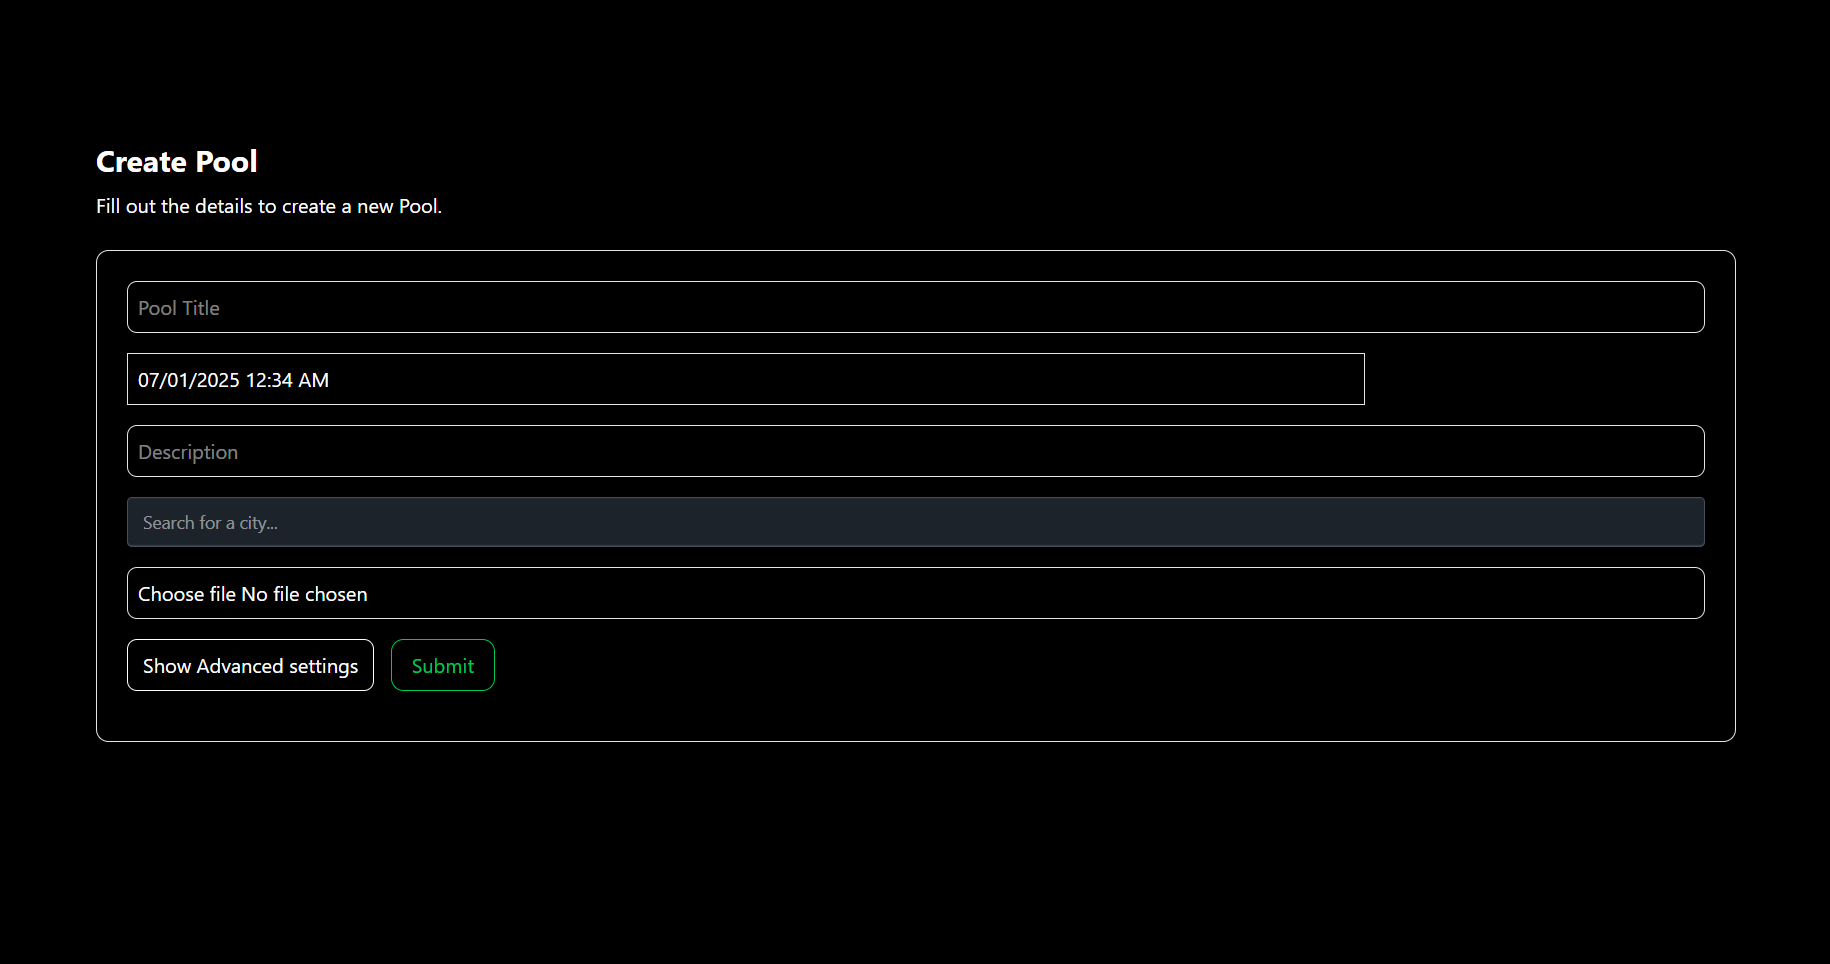 Create Pool
Fill out the details to create a new Pool.
Pool Title
07/01/2025 12:34 AM
Description
Search for a city...
Choose file No file chosen
Show Advanced settings Submit